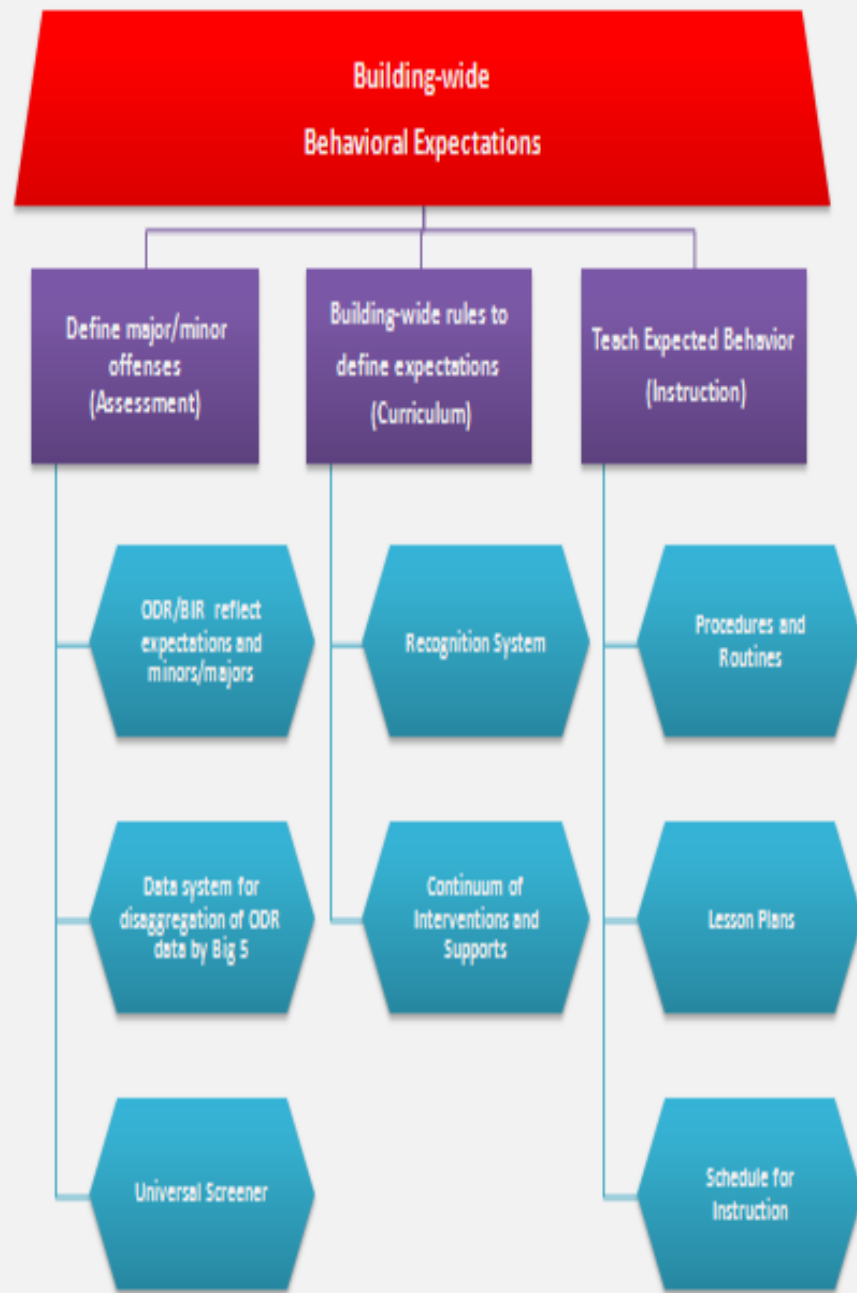 Building-wide
Behavioral Expectations
Define major/minor
offenses
(Assessment)
Building-wide rules to
define expectations
(Curriculum)
Teach Expected Behavior
(Instruction)
ODR/BIR reflect
expectations and
minors/majors
Recognition System
Procedures and
Routines
Data system for
disaggregation of ODR
data by Big 5
Continuum of
Interventions and
Supports
Lesson Plans
Universal Screener
Schedule for
Instruction